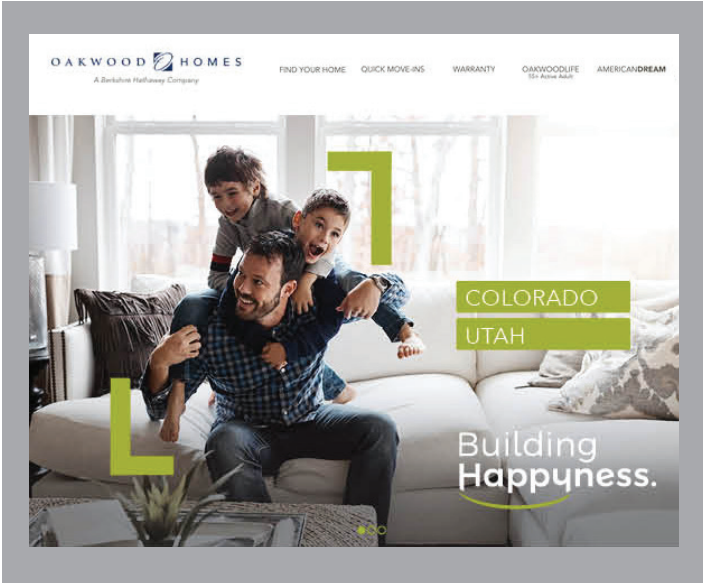 OAKWOOD HOMES
A Berkshire Hathaway Company
FIND YOUR HOME QUICK MOVE-INS WARRANTY OAKWOODLIFE AMERICANDREAM
55+ Active Adult
COLORADO
UTAH
Building
Happyness.